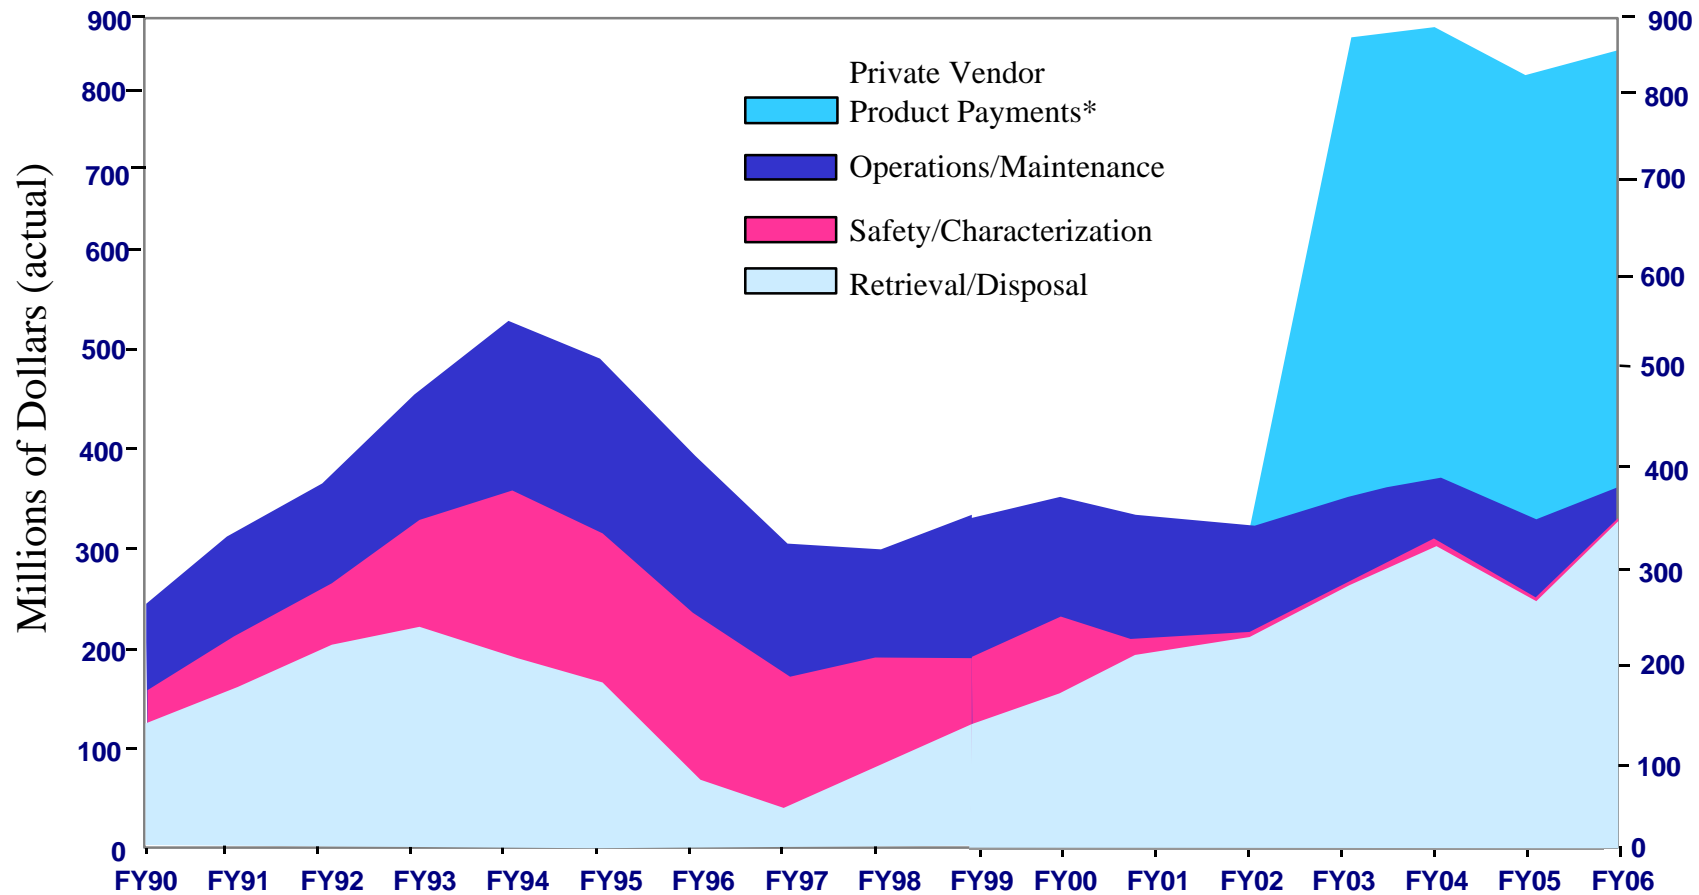 Millions of Dollars (actual)
900
800
700
600
500
400
300
200
100
0
Private Vendor
Product Payments*
Operations/Maintenance
Safety/Characterization
Retrieval/Disposal
900
800
700
600
500
400
300
200
100
0
FY90 FY91 FY92 FY93 FY94 FY95 FY96 FY97 FY98 FY99 FY00 FY01 FY02 FY03 FY04 FY05 FY06